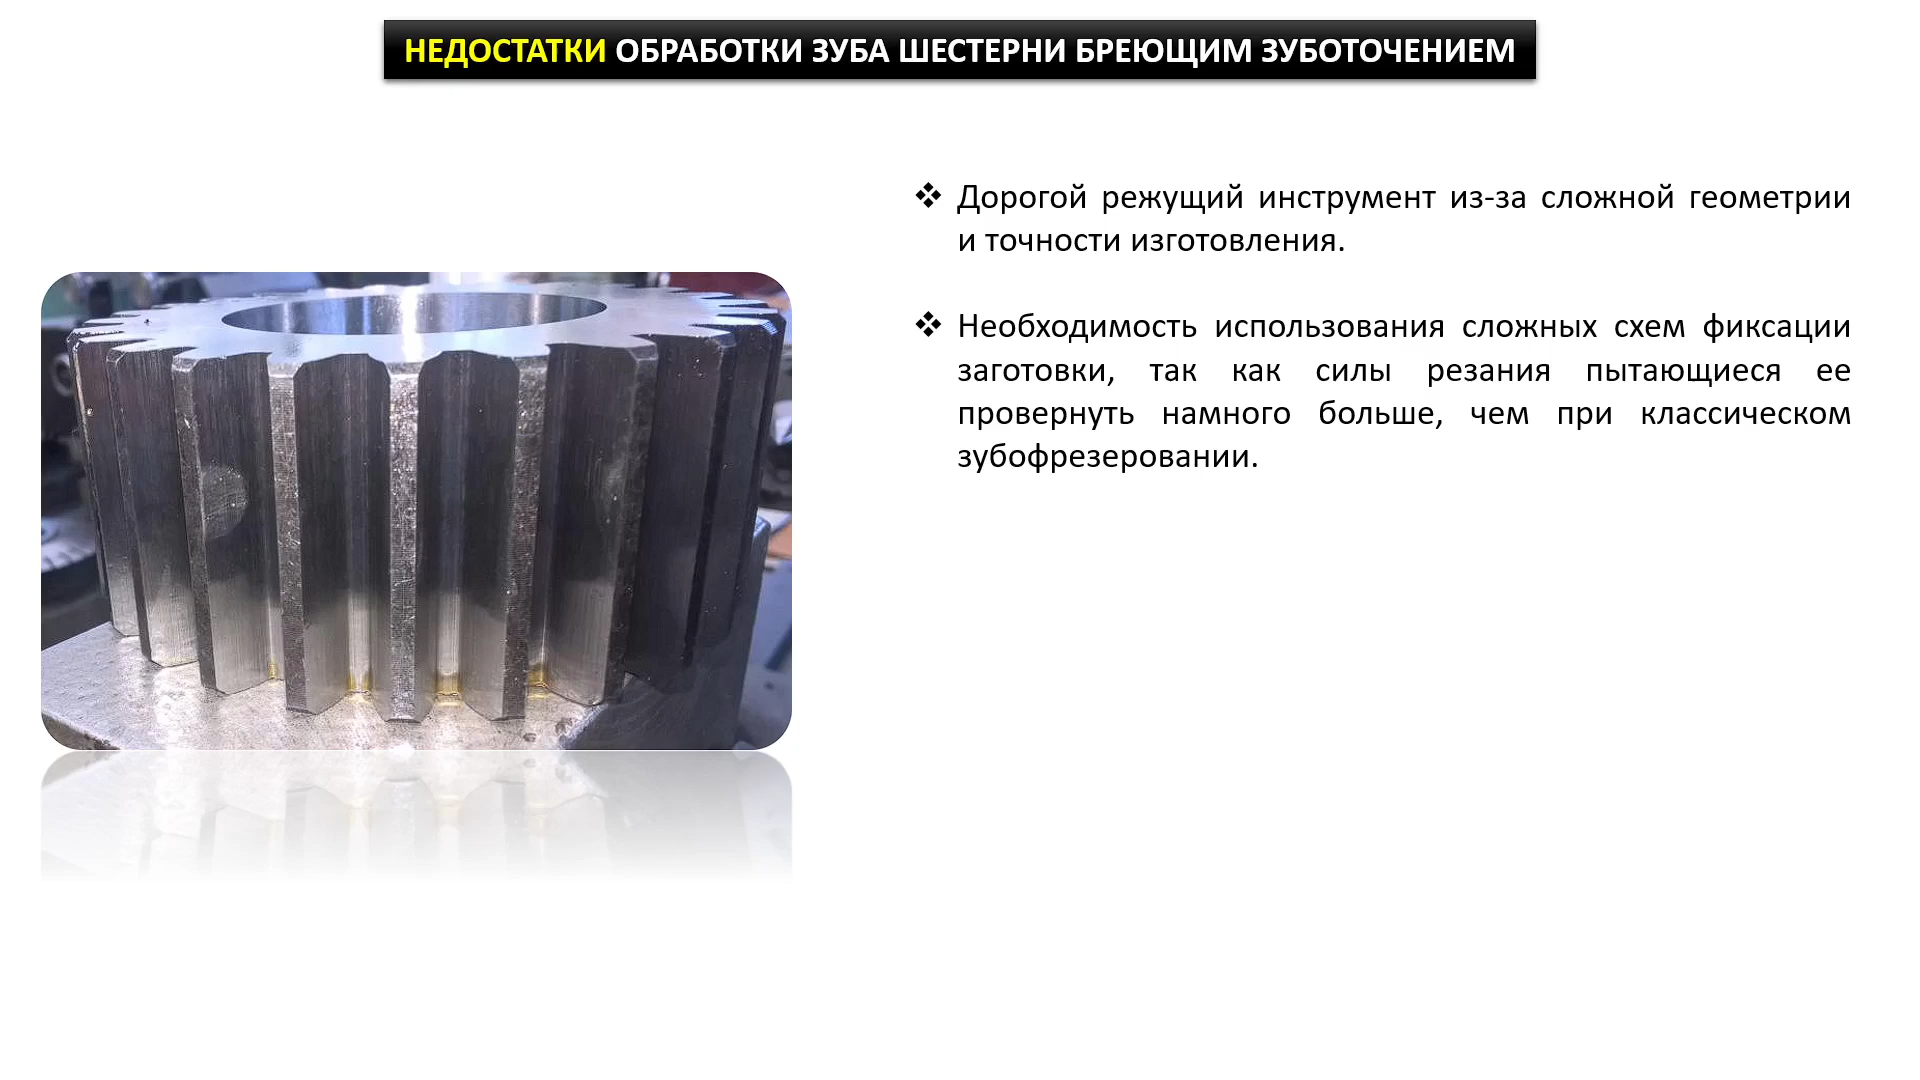 НЕДОСТАТКИ ОБРАБОТКИ ЗУБА ШЕСТЕРНИ БРЕЮЩИМ ЗУБОТОЧЕНИЕМ
❖ Дорогой режущий инструмент из-за сложной геометрии
и точности изготовления.
❖ Необходимость использования сложных схем фиксации
заготовки, так как силы резания пытающиеся ее
провернуть намного больше, чем при классическом
зубофрезеровании.